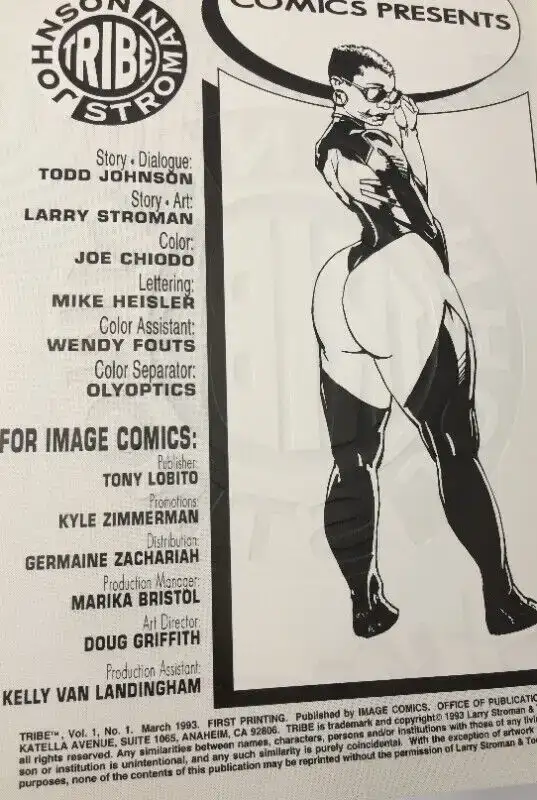 JOHNSON
STROMAN
TRIBE
COMICS PRESENTS
Story • Dialogue:
TODD JOHNSON
Story • Art:
LARRY STROMAN
Color:
JOE CHIODO
Lettering:
MIKE HEISLER
Color Assistant:
WENDY FOUTS
Color Separator:
OLYOPTICS
FOR IMAGE COMICS:
Publisher:
TONY LOBITO
Promotions:
KYLE ZIMMERMAN
Distribution:
GERMAINE ZACHARIAH
Production Manager:
MARIKA BRISTOL
Art Director:
DOUG GRIFFITH
Production Assistant:
KELLY VAN LANDINGHAM
TRIBE™, Vol. 1, No. 1. March 1993. FIRST PRINTING. Published by IMAGE COMICS. OFFICE OF PUBLICATIO
KATELLA AVENUE, SUITE 1065, ANAHEIM, CA 92806. TRIBE is trademark and copyright© 1993 Larry Stroman &
all rights reserved. Any similarities between names, characters, persons and/or institutions with those of any livi
son or institution is unintentional, and any such similarity is purely coincidental. With the exception of artwork
purposes, none of the contents of this publication may be reprinted without the permission of Larry Stroman & To